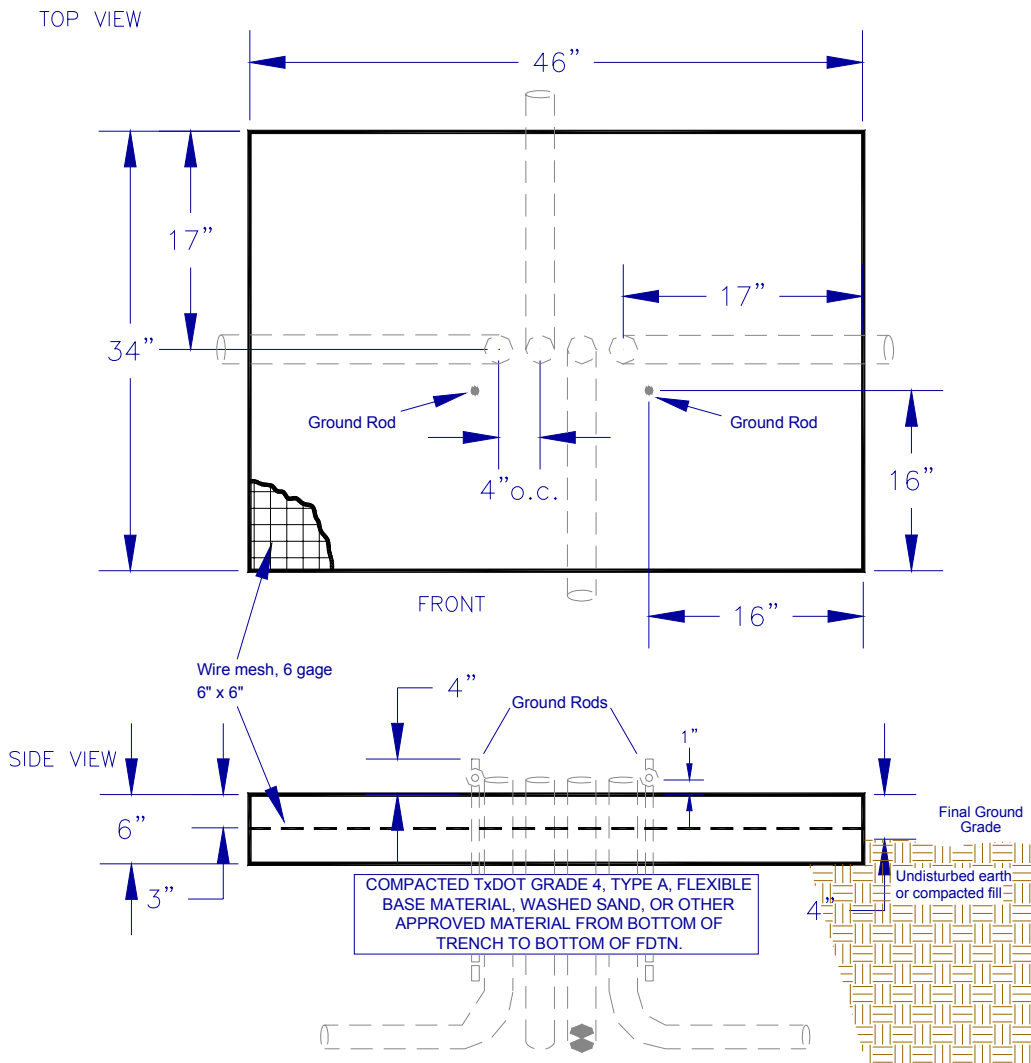 TOP VIEW
46”
17”
17”
34”
Ground Rod
Ground Rod
16”
4”o.c.
FRONT
16”
Wire mesh, 6 gage
6" x 6"
4”
Ground Rods
1”
SIDE VIEW
6”
3”
Final Ground
Grade
Undisturbed earth
or compacted fill
4”
COMPACTED TxDOT GRADE 4, TYPE A, FLEXIBLE
BASE MATERIAL, WASHED SAND, OR OTHER
APPROVED MATERIAL FROM BOTTOM OF
TRENCH TO BOTTOM OF FDTN.